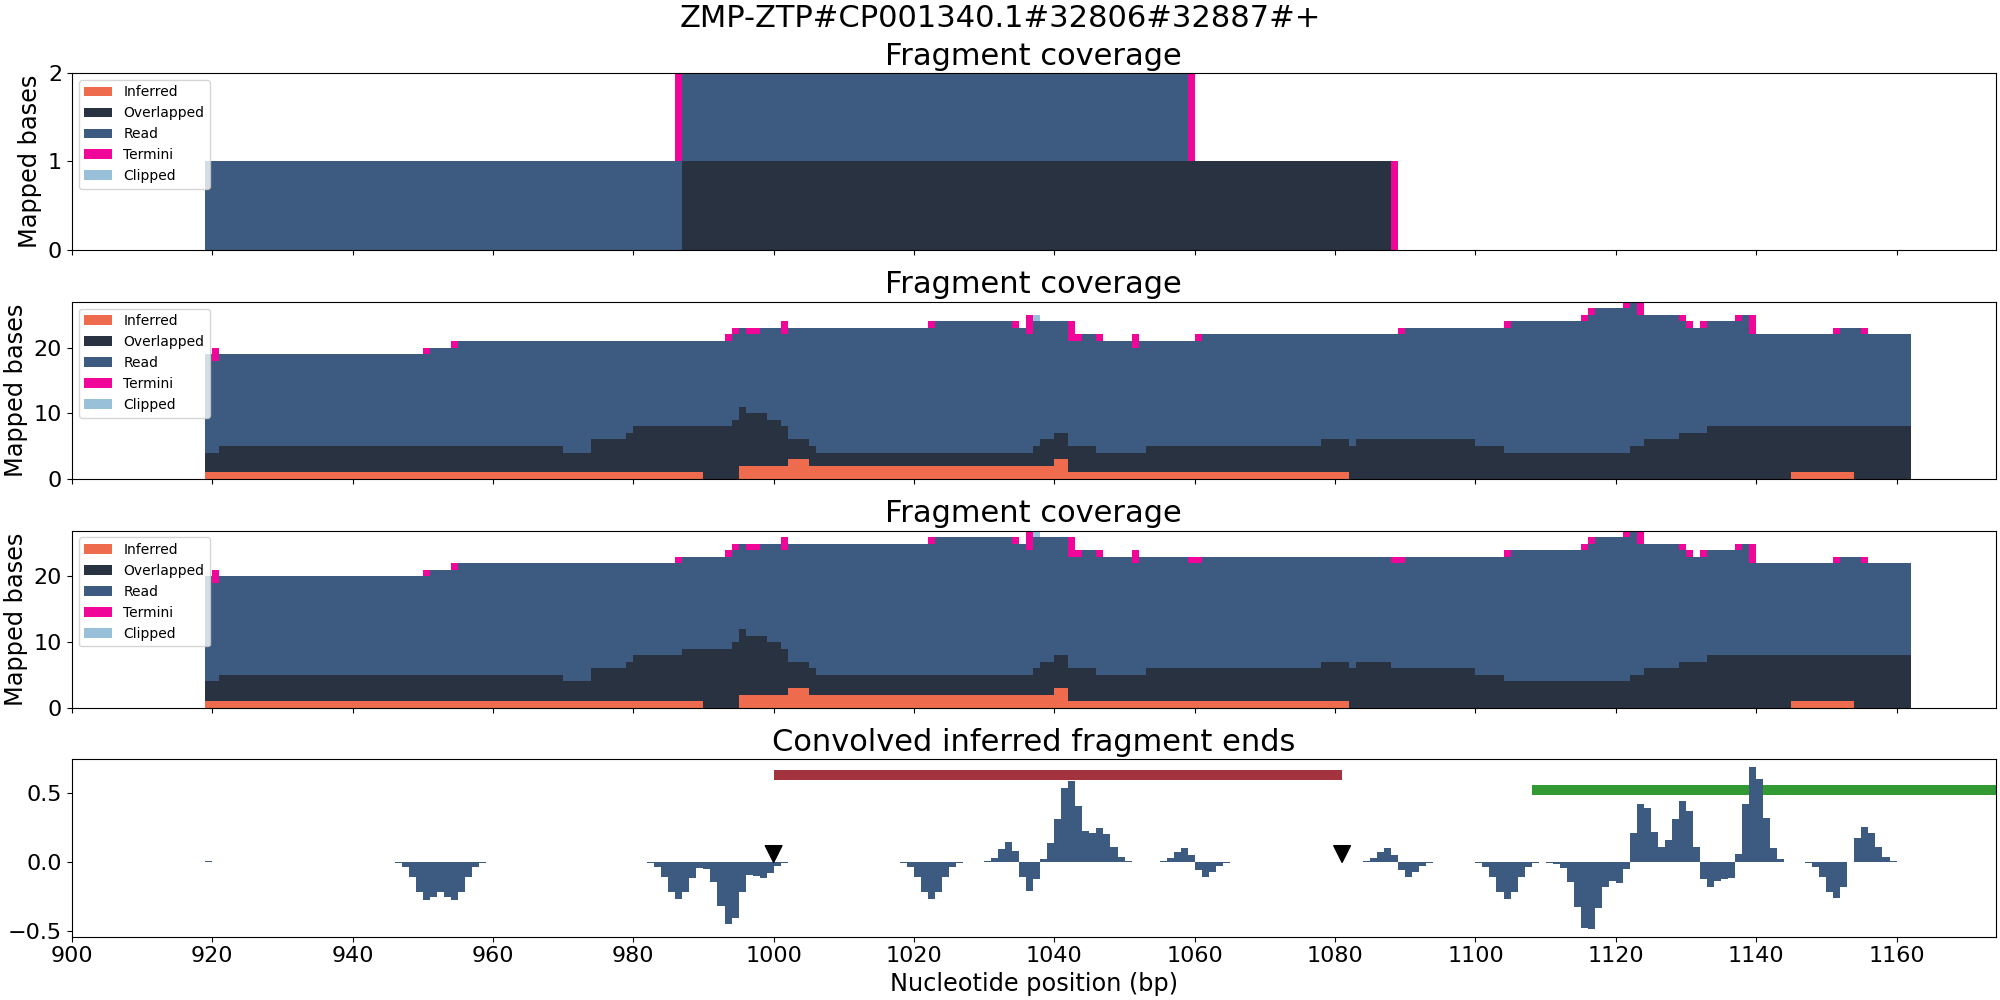 ZMP-ZTP#CP001340.1#32806#32887#+
Fragment coverage
Mapped bases
2
1
0
Inferred
Overlapped
Read
Termini
Clipped
Fragment coverage
Mapped bases
20
10
0
Inferred
Overlapped
Read
Termini
Clipped
Fragment coverage
Mapped bases
20
10
0
Inferred
Overlapped
Read
Termini
Clipped
Convolved inferred fragment ends
0.5
0.0
−0.5
900 920 940 960 980 1000 1020 1040 1060 1080 1100 1120 1140 1160
Nucleotide position (bp)